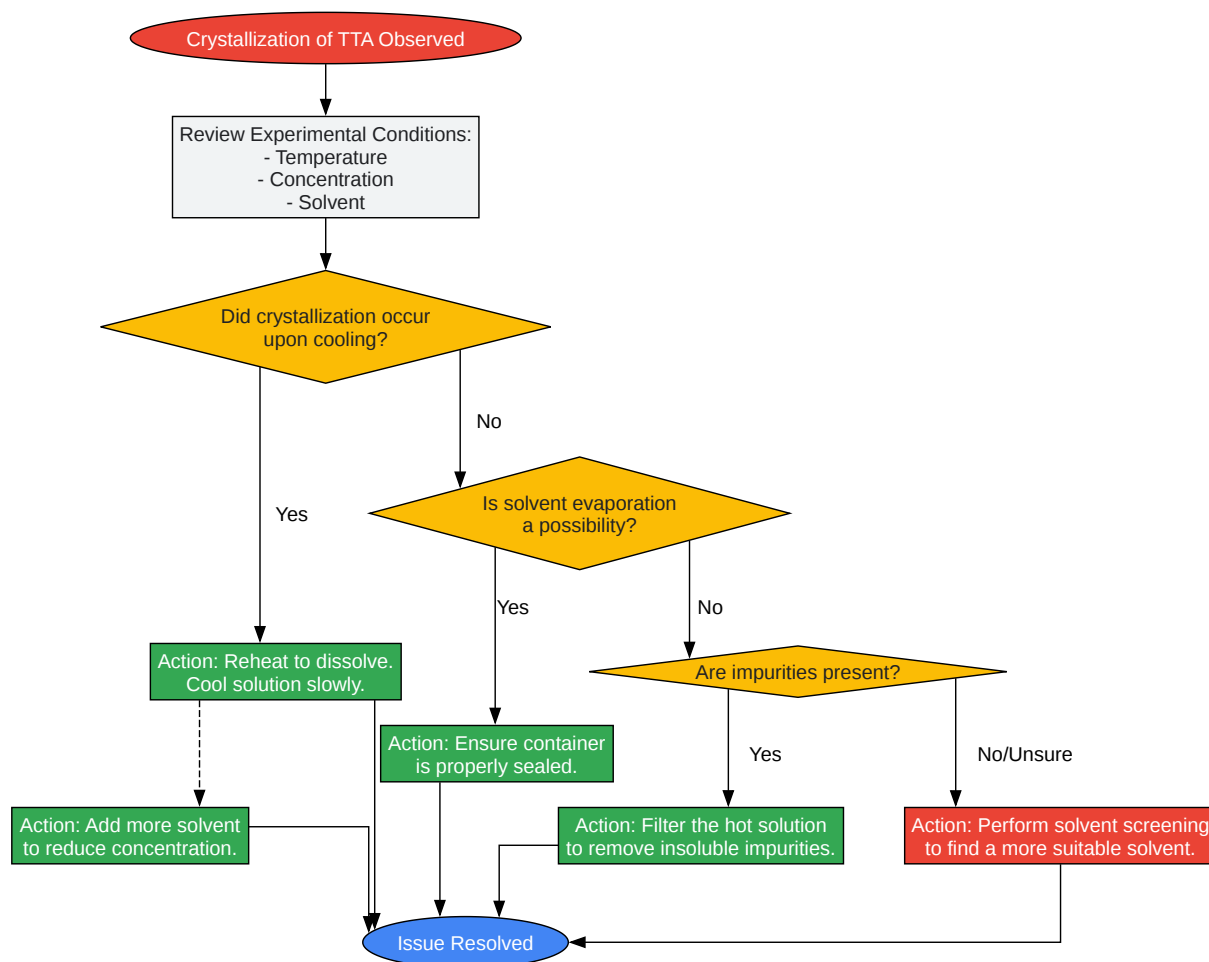 Crystallization of TTA Observed
Review Experimental Conditions:
- Temperature
- Concentration
- Solvent
Did crystallization occur
upon cooling?
No
Yes
Is solvent evaporation
a possibility?
Yes
No
Action: Reheat to dissolve.
Cool solution slowly.
Are impurities present?
Action: Ensure container
is properly sealed.
Yes
No/Unsure
Action: Add more solvent
to reduce concentration.
Action: Filter the hot solution
to remove insoluble impurities.
Action: Perform solvent screening
to find a more suitable solvent.
Issue Resolved